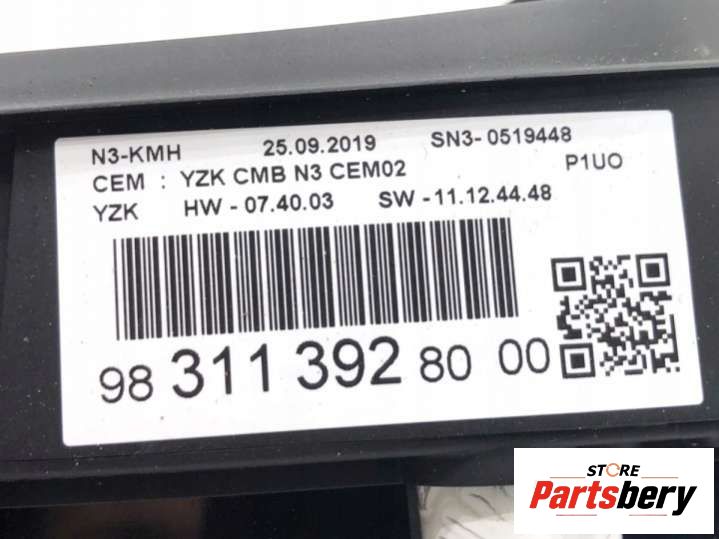 N3-KMH 25.09.2019 SN3- 0519448
CEM : YZK CMB N3 CEM02 P1UO
YZK HW - 07.40.03 SW - 11.12.44.48
98 311 392 80 00
STORE
Partsbery